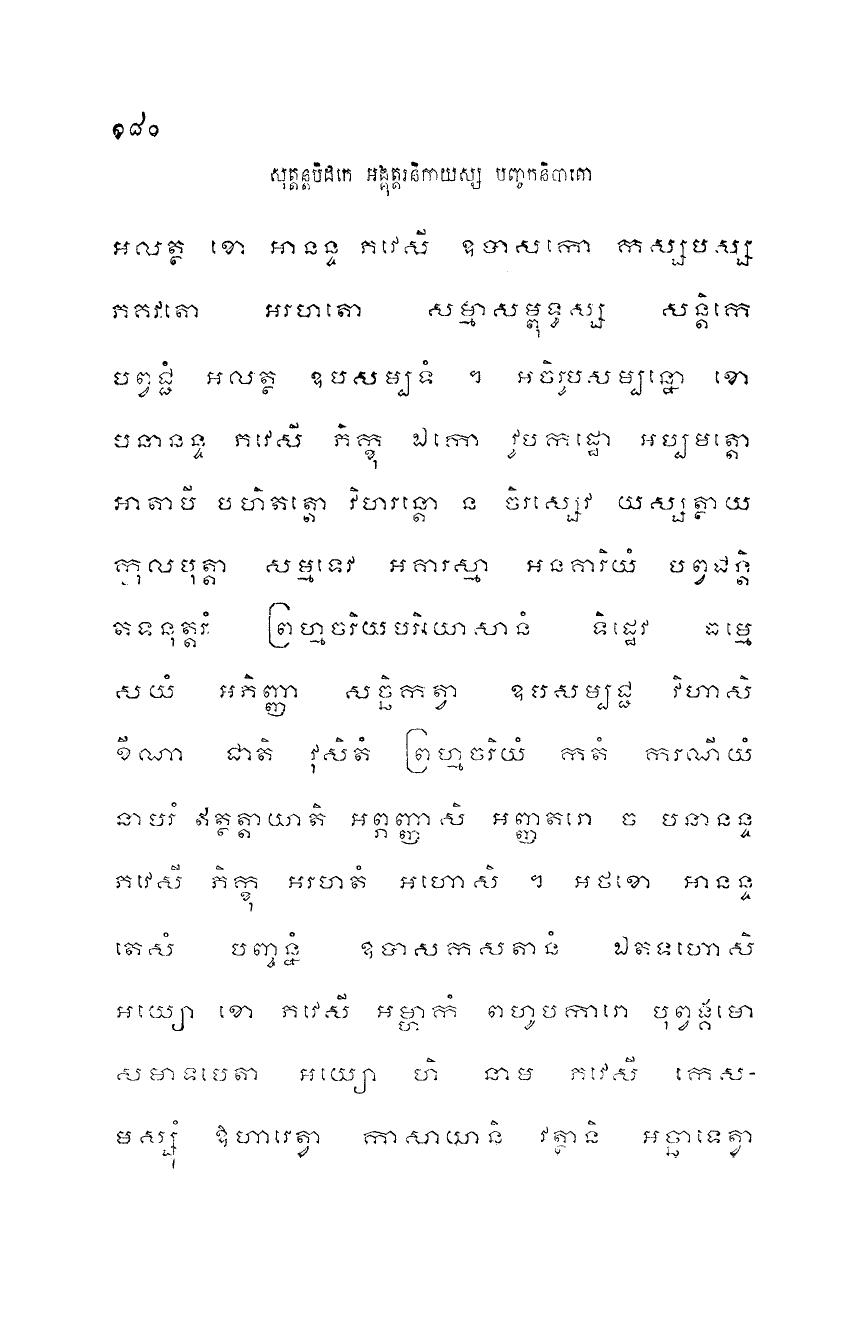 ១៨០
សុត្តន្តបិដកេ អង្គុត្តរនិកាយស្ស បញ្ចកនិបាតោ
អលត្ថ ខោ អានន្ទ គវេសី ឧបាសកោ កស្សបស្ស
ភគវតោ អរហតោ សម្មាសម្ពុទ្ធស្ស សន្តិកេ
បព្វជ្ជំ អលត្ថ ឧបសម្បទំ ។ អចិរូបសម្បន្នោ ខោ
បនានន្ទ គវេសី ភិក្ខុ ឯកោ វូបកដ្ឋោ អប្បមត្តោ
អាតាបី បហិតត្តោ វិហរន្តោ ន ចិរស្សេវ យស្សត្ថាយ
កុលបុត្តា សម្មទេវ អគារស្មា អនគារិយំ បព្វជន្តិ
តទនុត្តរំ ព្រហ្មចរិយបរិយោសានំ ទិដ្ឋេវ ធម្មេ
សយំ អភិញ្ញា សច្ឆិកត្វា ឧបសម្បជ្ជ វិហាសិ
ខីណា ជាតិ វុសិតំ ព្រហ្មចរិយំ កតំ ករណីយំ
នាបរំ ឥត្ថត្តាយាតិ អព្ភញ្ញាសិ អញ្ញតរោ ច បនានន្ទ
គវេសី ភិក្ខុ អរហតំ អហោសិ ។ អថខោ អានន្ទ
តេសំ បញ្ចន្នំ ឧបាសកសតានំ ឯតទហោសិ
អយ្យោ ខោ គវេសី អម្ហាកំ ពហូបការោ បុព្វង្គមោ
សមាទបេតា អយ្យោ ហិ នាម គវេសី កេស-
មស្សុំ ឱហារេត្វា កាសាយានិ វត្ថានិ អច្ឆាទេត្វា